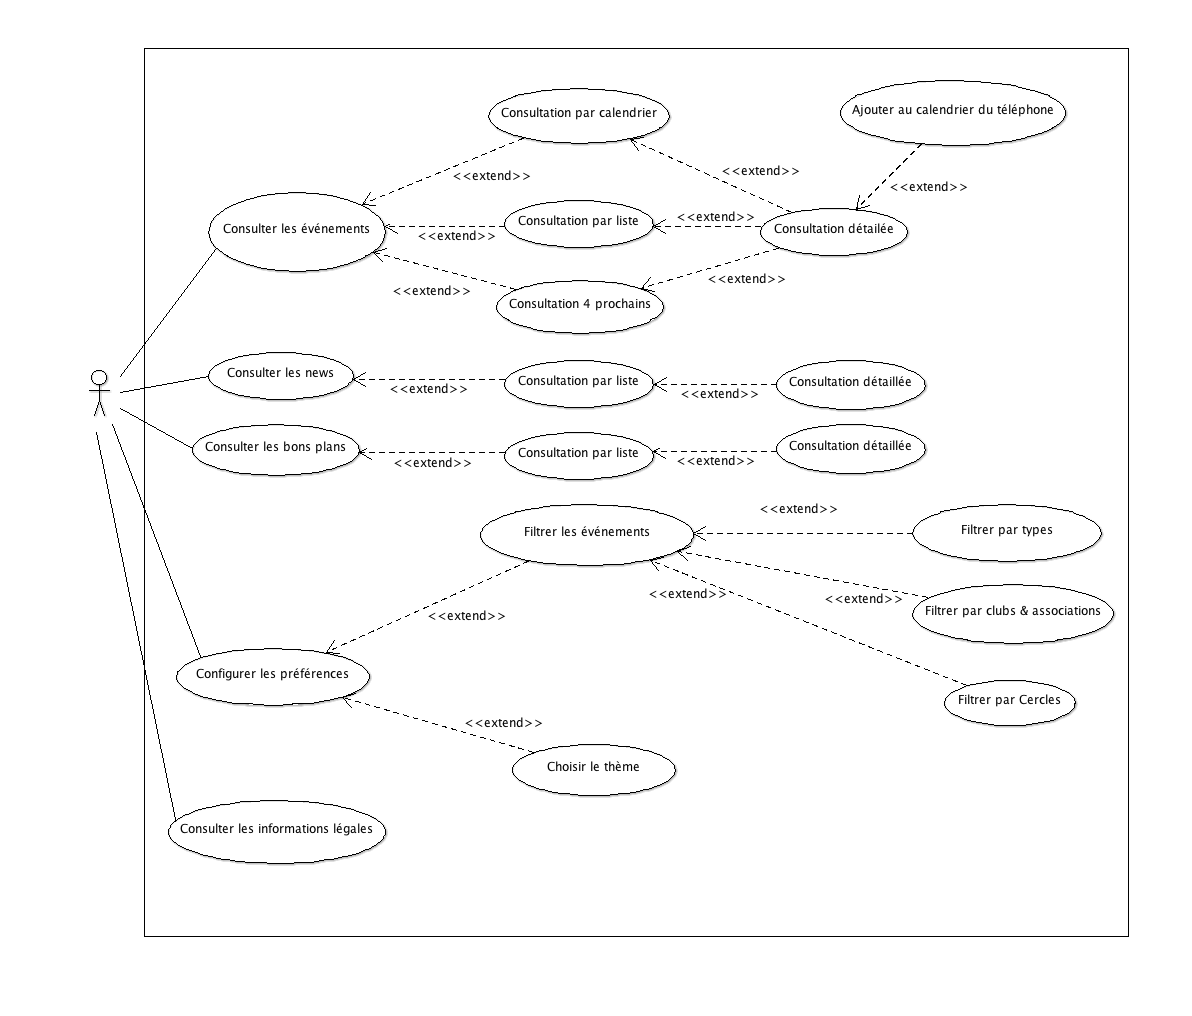 Consultation par calendrier
Ajouter au calendrier du téléphone
<<extend>>
<<extend>>
<<extend>>
Consulter les événements
Consultation par liste
<<extend>>
Consultation détailée
<<extend>>
<<extend>>
<<extend>>
Consultation 4 prochains
Consulter les news
Consultation par liste
Consultation détaillée
<<extend>>
<<extend>>
Consulter les bons plans
Consultation par liste
Consultation détaillée
<<extend>>
<<extend>>
<<extend>>
Filtrer les événements
Filtrer par types
<<extend>>
<<extend>>
Filtrer par clubs & associations
<<extend>>
Configurer les préférences
Filtrer par Cercles
<<extend>>
Choisir le thème
Consulter les informations légales